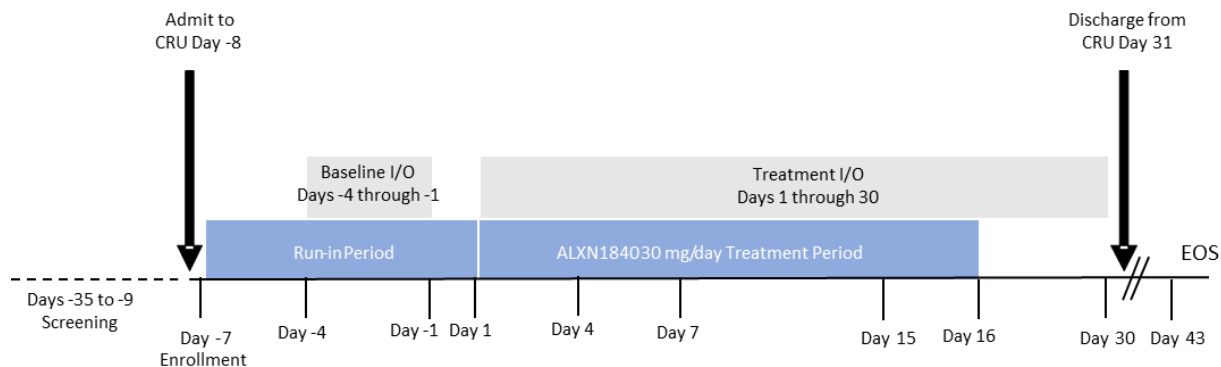 Admit to
CRU Day -8
Discharge from
CRU Day 31
Baseline I/O
Days -4 through -1
Treatment I/O
Days 1 through 30
Run-in Period
ALXN184030 mg/day Treatment Period
EOS
Days -35 to -9
Screening
Day -7
Enrollment
Day -4
Day -1
Day 1
Day 4
Day 7
Day 15
Day 16
Day 30
Day 43